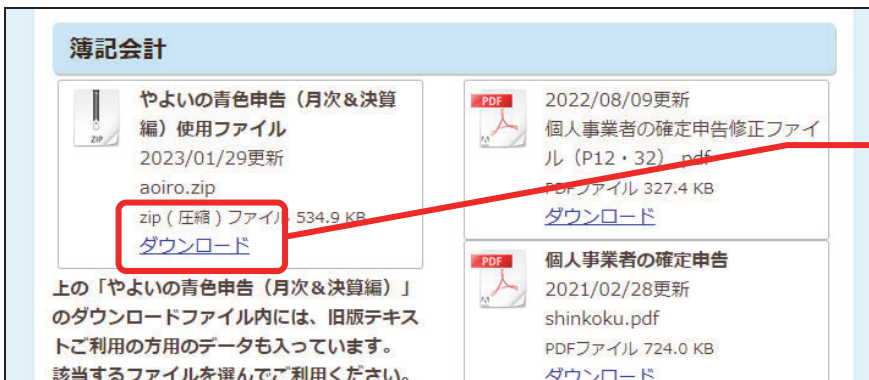 簿記会計
ZIP
やよいの青色申告（月次＆決算
編）使用ファイル
2023/01/29更新
aoiro.zip
zip ( 圧縮 ) ファイル 534.9 KB
ダウンロード
上の「やよいの青色申告（月次＆決算編）」
のダウンロードファイル内には、旧版テキス
トご利用の方用のデータも入っています。
該当するファイルを選んでご利用ください。
PDF
2022/08/09更新
個人事業者の確定申告修正ファイ
ル（P12・32）.pdf
PDFファイル 327.4 KB
ダウンロード
PDF
個人事業者の確定申告
2021/02/28更新
shinkoku.pdf
PDFファイル 724.0 KB
ダウンロード